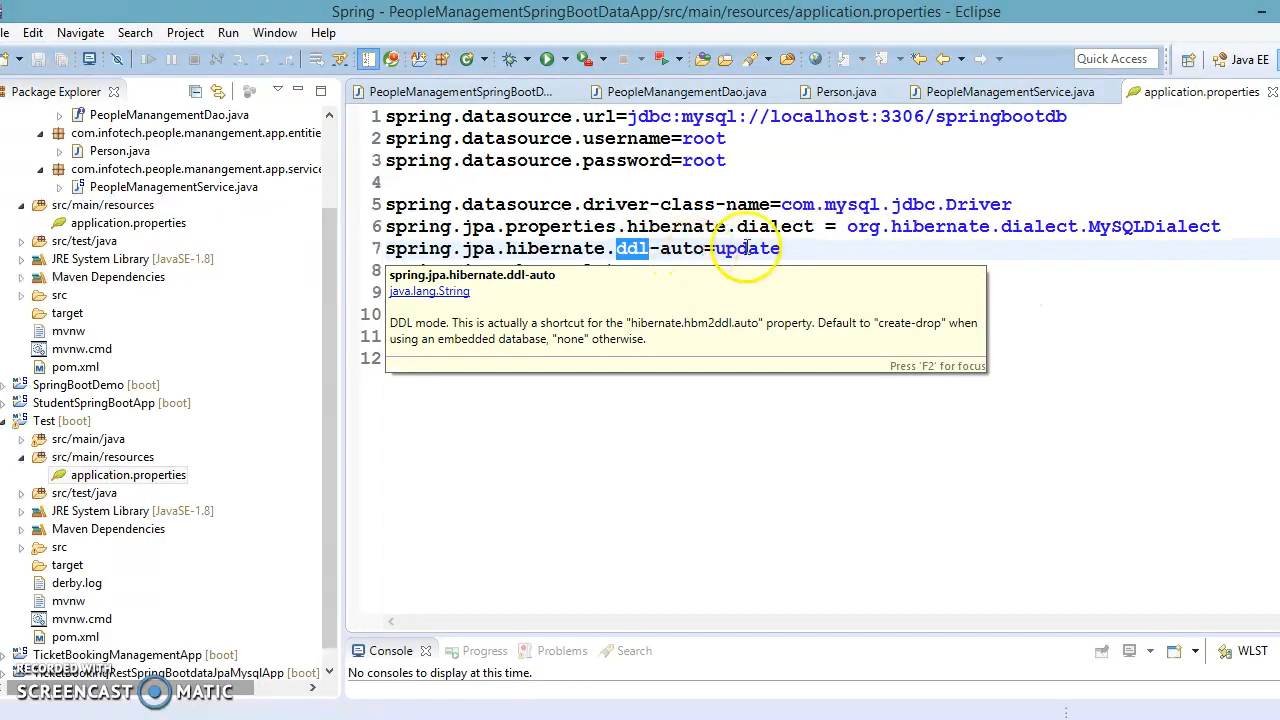 Spring - PeopleManagementSpringBootDataApp/src/main/resources/application.properties - Eclipse
Edit Navigate Search Project Run Window Help
Quick Access
Java EE
Package Explorer
PeopleManangementDao.java
com.infotech.people.manangement.app.entitie
Person.java
com.infotech.people.manangement.app.service
PeopleManagementService.java
src/main/resources
application.properties
src/test/java
JRE System Library [JavaSE-1.8]
Maven Dependencies
src
target
mvnw
mvnw.cmd
pom.xml
SpringBootDemo [boot]
StudentSpringBootApp [boot]
Test [boot]
src/main/java
src/main/resources
application.properties
src/test/java
JRE System Library [JavaSE-1.8]
Maven Dependencies
src
target
derby.log
mvnw
mvnw.cmd
pom.xml
TicketBookingManagementApp [boot]
TicketBookingRestSpringBootdataJpaMysqlApp [boot]
RECORDED WITH
SCREENCAST MATIC
PeopleManagementSpringBootD... PeopleManangementDao.java Person.java PeopleManagementService.java application.properties
1 spring.datasource.url=jdbc:mysql://localhost:3306/springbootdb
2 spring.datasource.username=root
3 spring.datasource.password=root
4
5 spring.datasource.driver-class-name=com.mysql.jdbc.Driver
6 spring.jpa.properties.hibernate.dialect = org.hibernate.dialect.MySQLDialect
7 spring.jpa.hibernate.ddl-auto=update
8
9
10
11
12
spring.jpa.hibernate.ddl-auto
java.lang.String
DDL mode. This is actually a shortcut for the "hibernate.hbm2ddl.auto" property. Default to "create-drop" when
using an embedded database, "none" otherwise.
Press 'F2' for focus
Console Progress Problems Search
WLST
No consoles to display at this time.